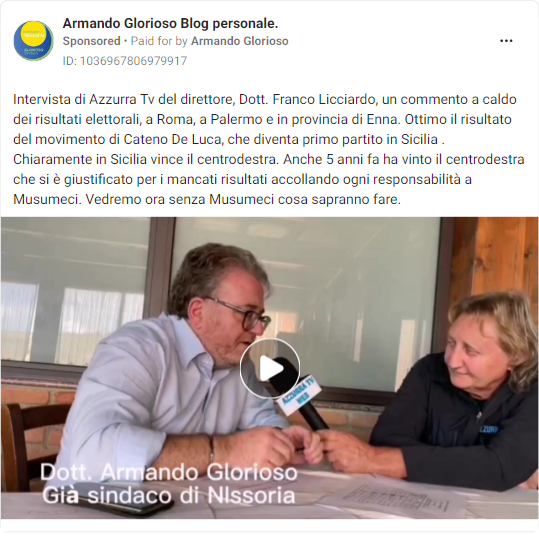 Armando Glorioso Blog personale.
Sponsored • Paid for by Armando Glorioso
ID: 1036967806979917
Intervista di Azzurra Tv del direttore, Dott. Franco Licciardo, un commento a caldo
dei risultati elettorali, a Roma, a Palermo e in provincia di Enna. Ottimo il risultato
del movimento di Cateno De Luca, che diventa primo partito in Sicilia .
Chiaramente in Sicilia vince il centrodestra. Anche 5 anni fa ha vinto il centrodestra
che si è giustificato per i mancati risultati accollando ogni responsabilità a
Musumeci. Vedremo ora senza Musumeci cosa sapranno fare.
AZZURRA TV
WEB
Dott. Armando Glorioso
Già sindaco di NIssoria